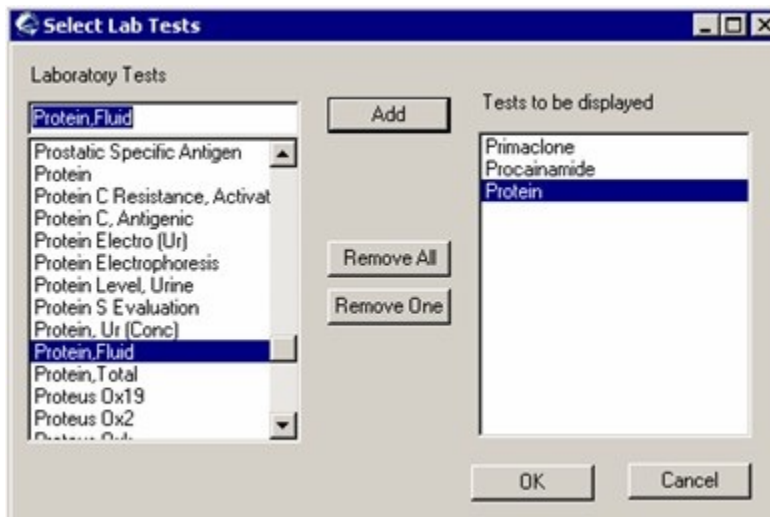 Select Lab Tests
Laboratory Tests
Protein,Fluid
Prostatic Specific Antigen
Protein
Protein C Resistance, Activat
Protein C, Antigenic
Protein Electro (Ur)
Protein Electrophoresis
Protein Level, Urine
Protein S Evaluation
Protein, Ur (Conc)
Protein,Fluid
Protein,Total
Proteus Ox19
Proteus Ox2
Add
Remove All
Remove One
Tests to be displayed
Primaclone
Procainamide
Protein
OK
Cancel